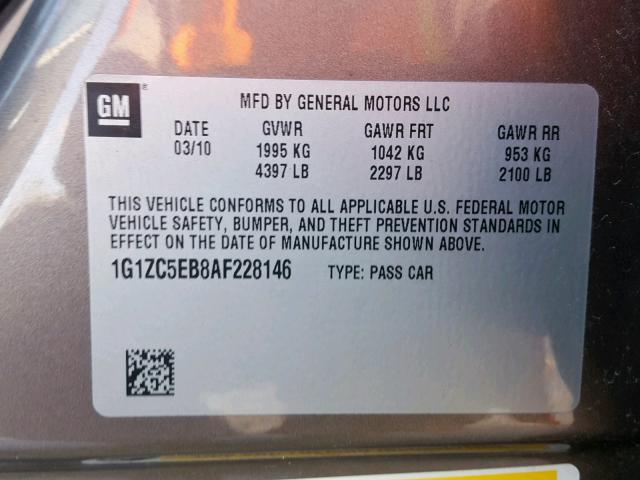 GM ®
MFD BY GENERAL MOTORS LLC
DATE GVWR GAWR FRT GAWR RR
03/10 1995 KG 1042 KG 953 KG
4397 LB 2297 LB 2100 LB
THIS VEHICLE CONFORMS TO ALL APPLICABLE U.S. FEDERAL MOTOR
VEHICLE SAFETY, BUMPER, AND THEFT PREVENTION STANDARDS IN
EFFECT ON THE DATE OF MANUFACTURE SHOWN ABOVE.
1G1ZC5EB8AF228146 TYPE: PASS CAR